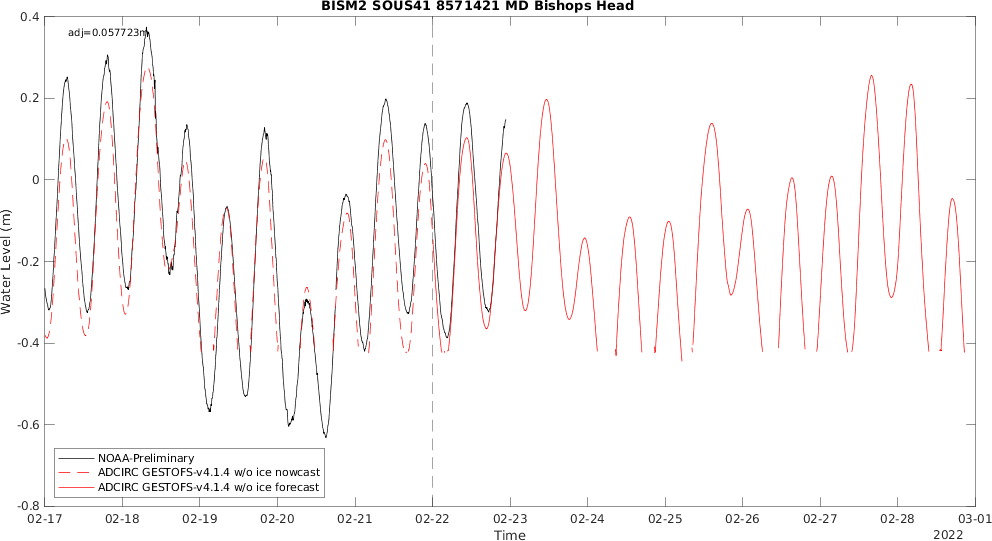 BISM2 SOUS41 8571421 MD Bishops Head
adj=0.057723m
0.4
0.2
0
-0.2
-0.4
-0.6
-0.8
Water Level (m)
NOAA-Preliminary
ADCIRC GESTOFS-v4.1.4 w/o ice nowcast
ADCIRC GESTOFS-v4.1.4 w/o ice forecast
02-17 02-18 02-19 02-20 02-21 02-22 02-23 02-24 02-25 02-26 02-27 02-28 03-01
Time
2022